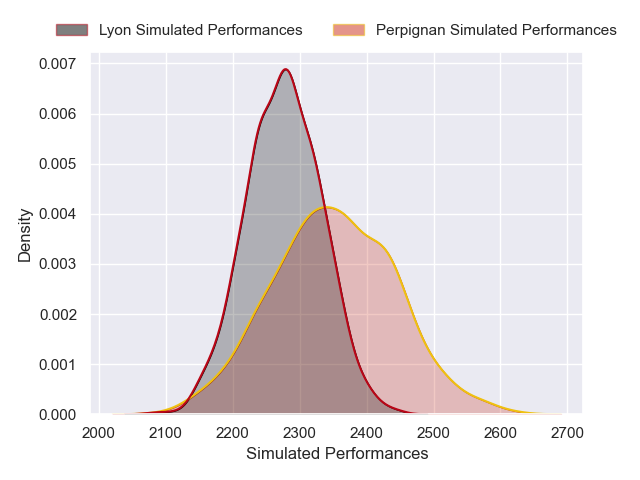 Lyon Simulated Performances Perpignan Simulated Performances
0.007
0.006
0.005
0.004
0.003
0.002
0.001
0.000
Density
2000 2100 2200 2300 2400 2500 2600 2700
Simulated Performances